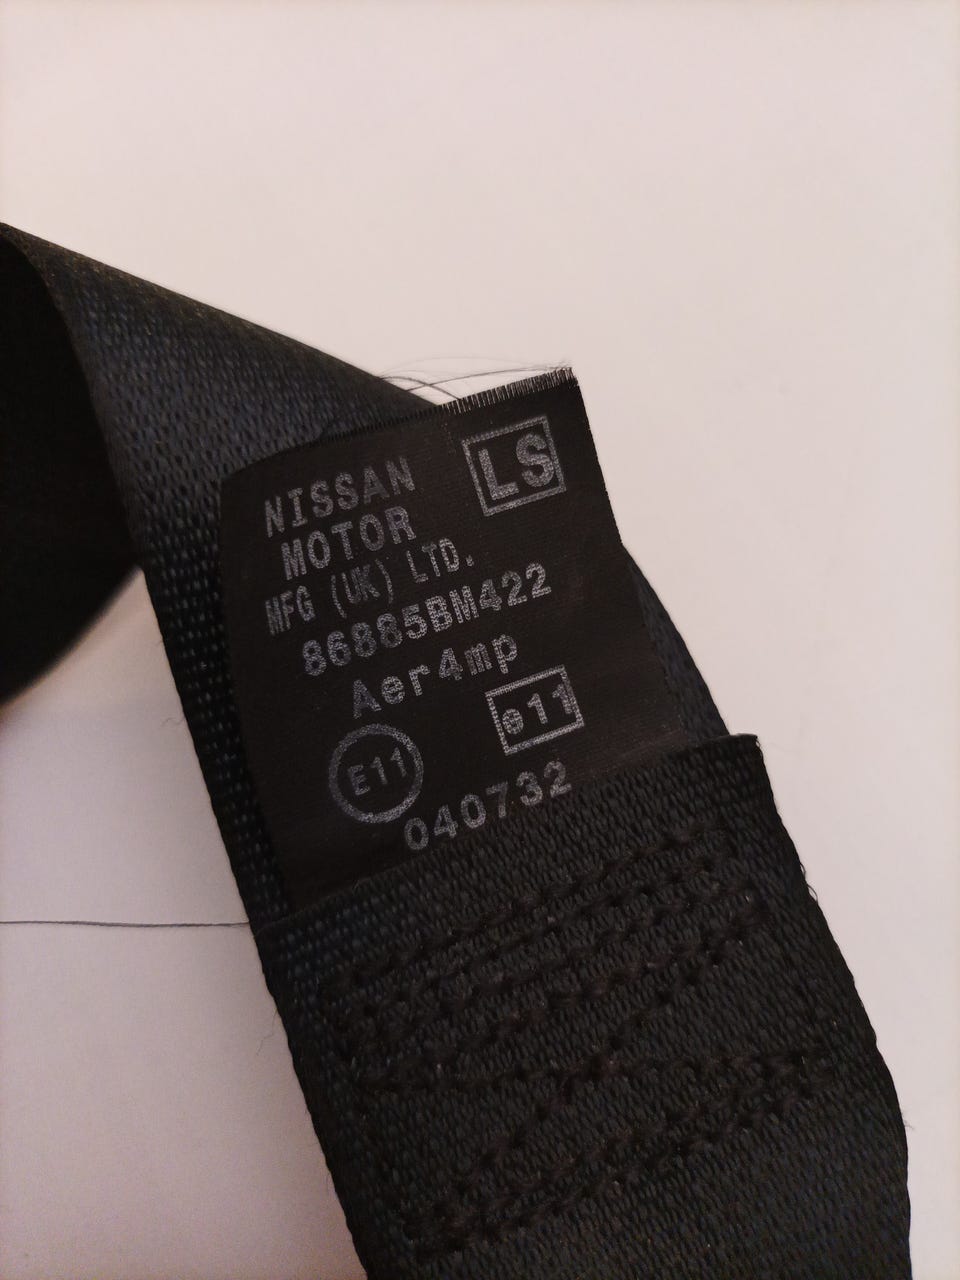 LS
NISSAN
MOTOR
MFG (UK) LTD.
86885BM422
Aer4mp
E11 e11
040732